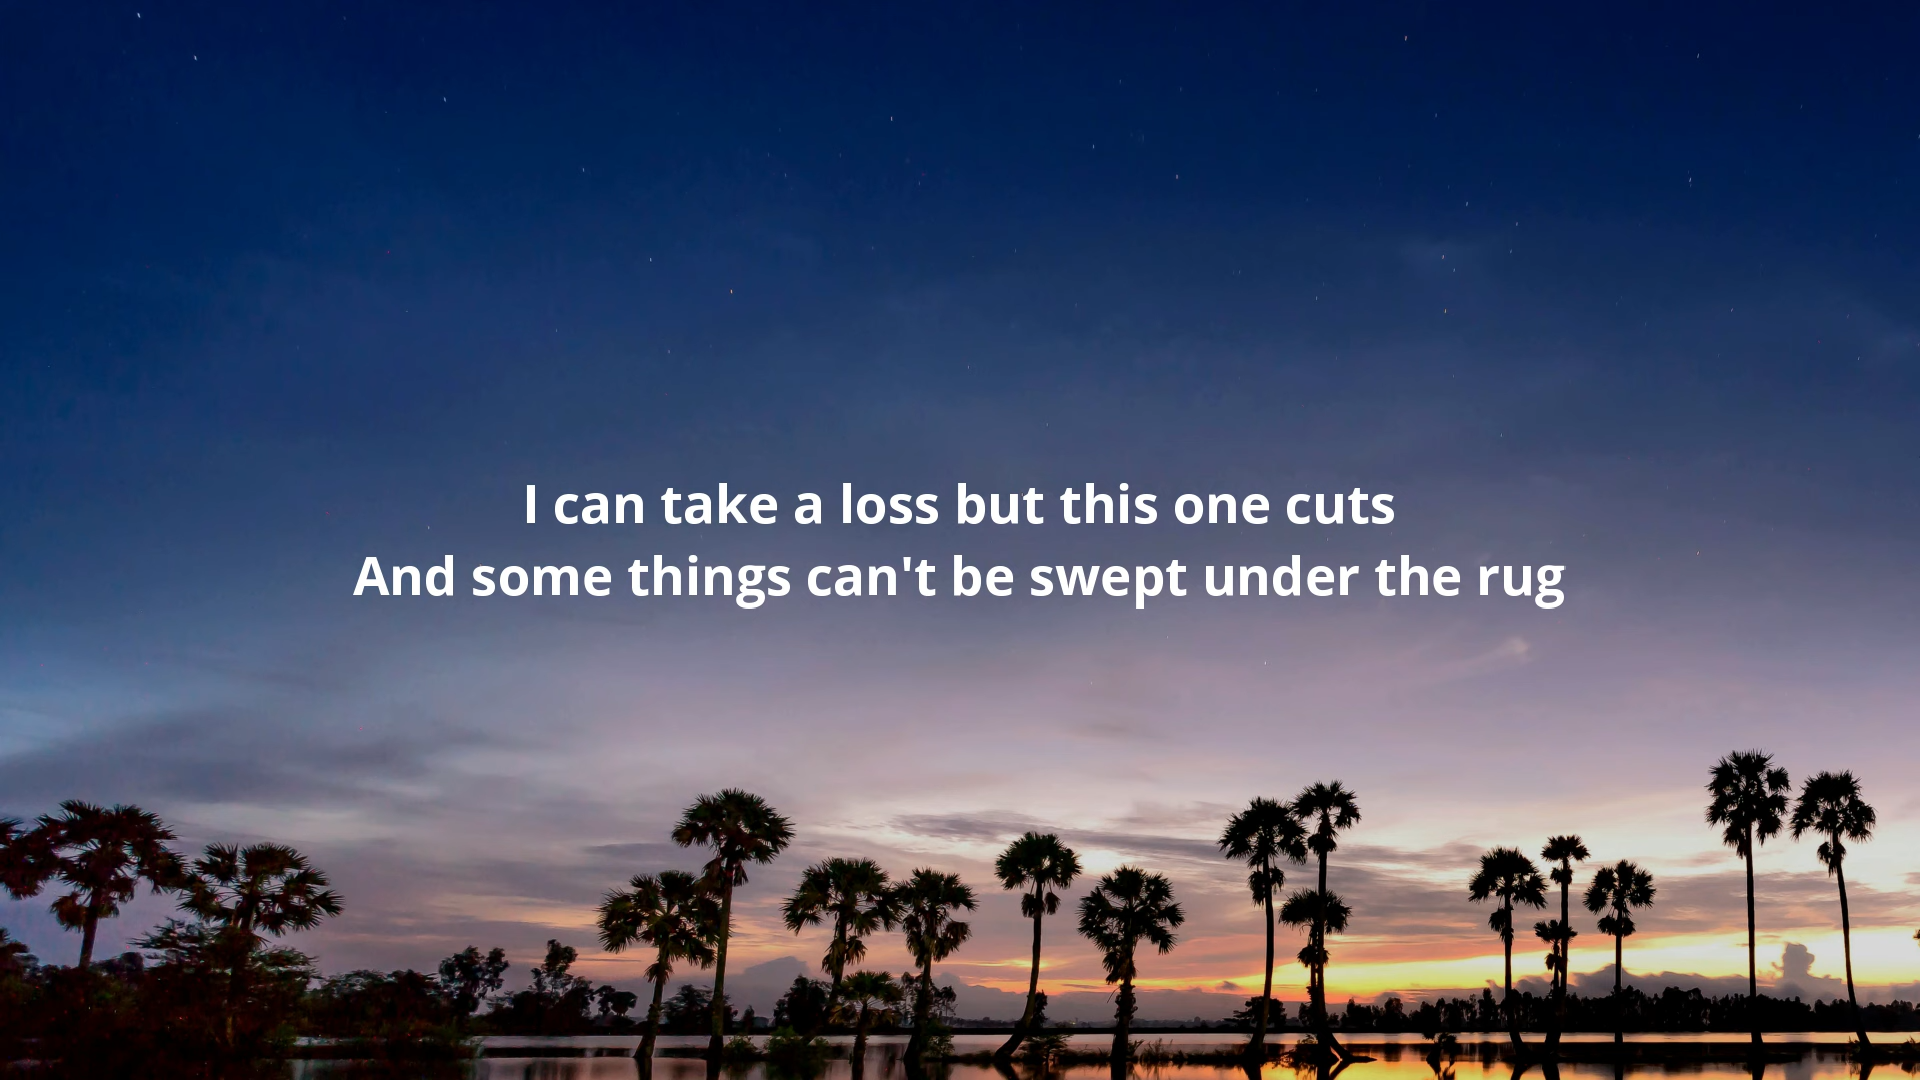 I can take a loss but this one cuts
And some things can't be swept under the rug